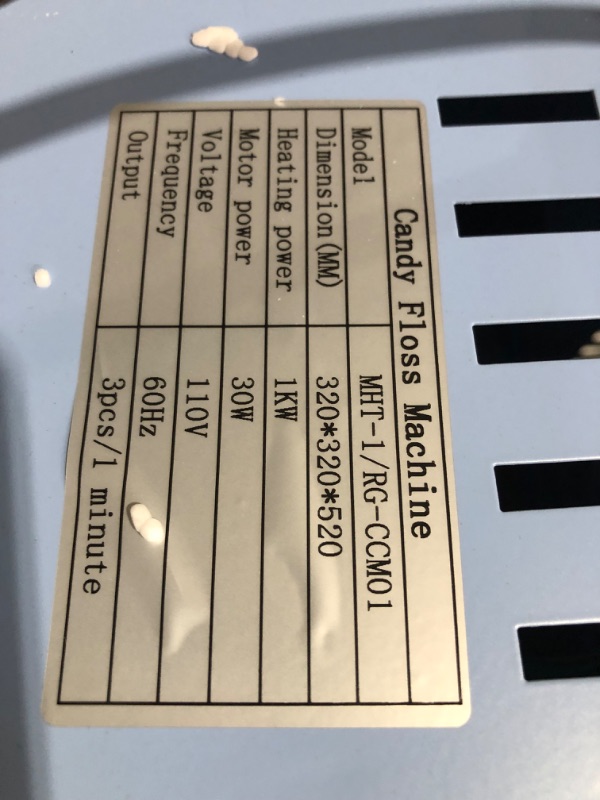 Candy Floss Machine
Model MHT-1/RG-CCM01
Dimension(MM) 320*320*520
Heating power 1KW
Motor power 30W
Voltage 110V
Frequency 60Hz
Output 3pcs/1 minute